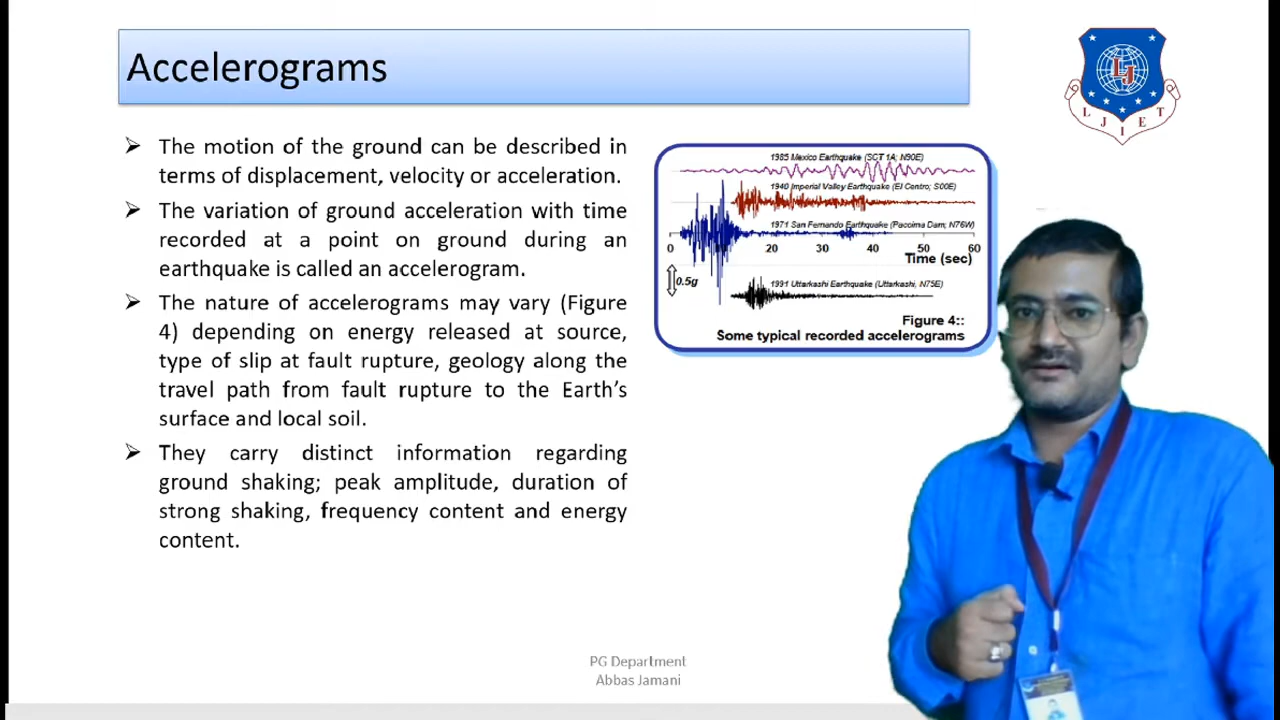 Accelerograms
The motion of the ground can be described in
terms of displacement, velocity or acceleration.
The variation of ground acceleration with time
recorded at a point on ground during an
earthquake is called an accelerogram.
The nature of accelerograms may vary (Figure
4) depending on energy released at source,
type of slip at fault rupture, geology along the
travel path from fault rupture to the Earth's
surface and local soil.
They carry distinct information regarding
ground shaking; peak amplitude, duration of
strong shaking, frequency content and energy
content.
1985 Mexico Earthquake (SCT 1A; N90E)
1940 Imperial Valley Earthquake (El Centro; S00E)
1971 San Fernando Earthquake (Pacoima Dam; N76W)
0 10 20 30 40 50 60
Time (sec)
0.5g
1991 Uttarkashi Earthquake (Uttarkashi, N75E)
Figure 4::
Some typical recorded accelerograms
LJ
L J I E T
PG Department
Abbas Jamani